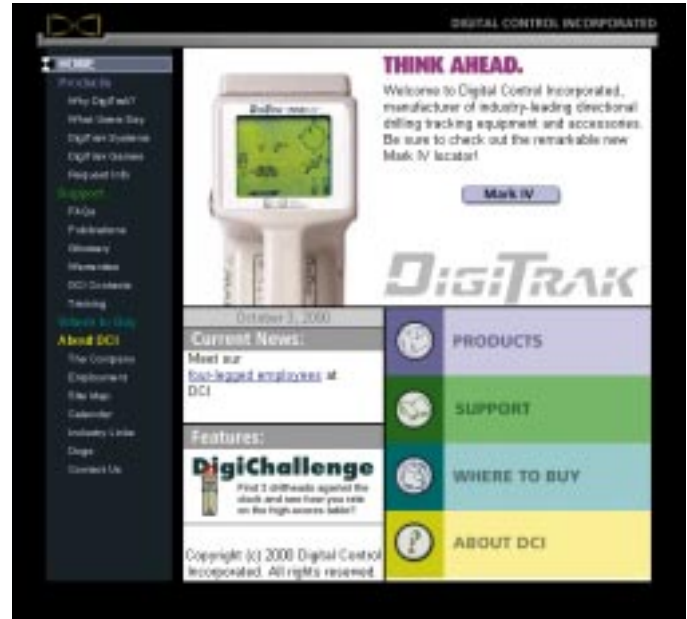 DIGITAL CONTROL INCORPORATED
HOME
Products
Why DigiTrak?
What Users Say
DigiTrak Systems
DigiTrak Games
Request Info
Support
FAQs
Publications
Glossary
Warranties
DCI Contacts
Training
Where to Buy
About DCI
The Company
Employment
Site Map
Calendar
Industry Links
Dogs
Contact Us
THINK AHEAD.
Welcome to Digital Control Incorporated,
manufacturer of industry-leading directional
drilling tracking equipment and accessories.
Be sure to check out the remarkable new
Mark IV locator!
Mark IV
DIGITRAK
October 3, 2000
Current News:
Meet our
four-legged employees at
DCI
Features:
DigiChallenge
Find 3 drillheads against the
clock and see how you rate
on the high-scores table!
Copyright (c) 2000 Digital Control
Incorporated. All rights reserved.
PRODUCTS
SUPPORT
WHERE TO BUY
ABOUT DCI